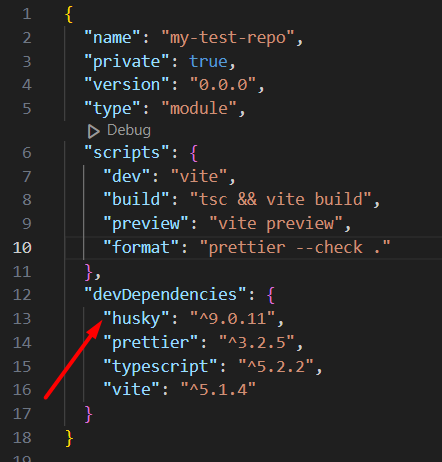 1 {
2 "name": "my-test-repo",
3 "private": true,
4 "version": "0.0.0",
5 "type": "module",
Debug
6 "scripts": {
7 "dev": "vite",
8 "build": "tsc && vite build",
9 "preview": "vite preview",
10 "format": "prettier --check ."
11 },
12 "devDependencies": {
13 "husky": "^9.0.11",
14 "prettier": "^3.2.5",
15 "typescript": "^5.2.2",
16 "vite": "^5.1.4"
17 }
18 }
19